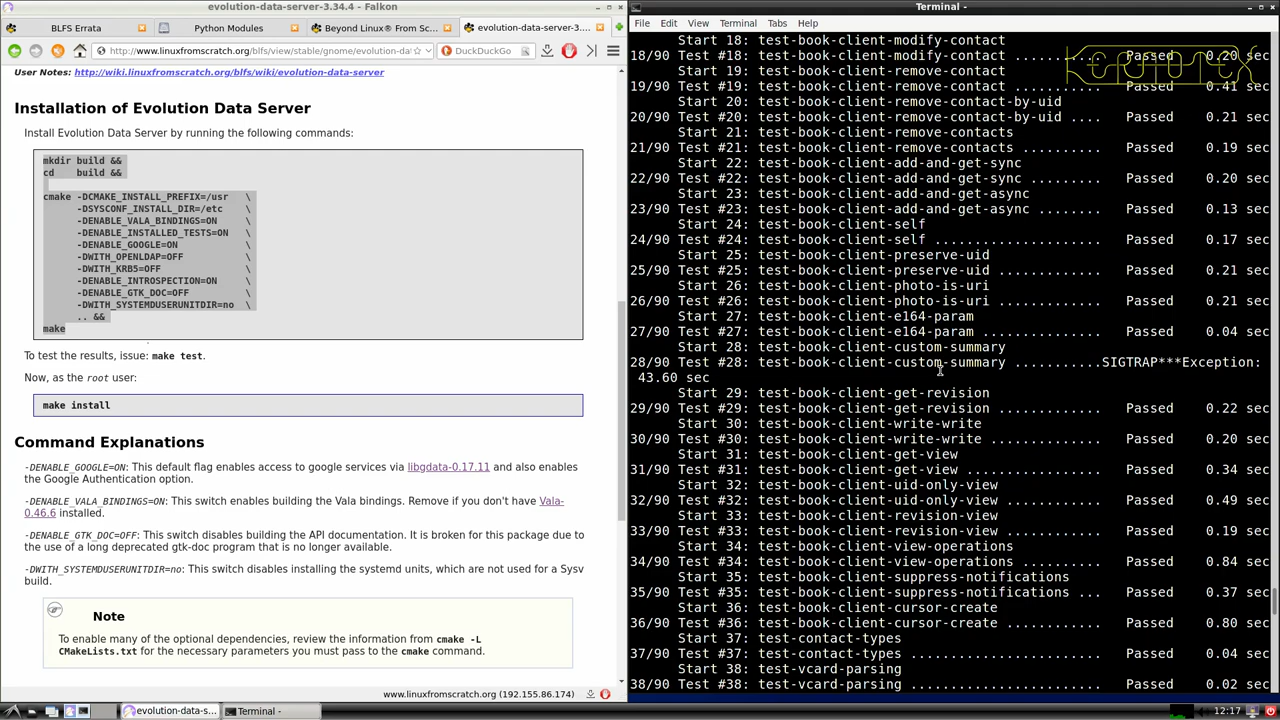 evolution-data-server-3.34.4 - Falkon
BLFS Errata
Python Modules
Beyond Linux® From Sc...
evolution-data-server-3....
http://www.linuxfromscratch.org/blfs/view/stable/gnome/evolution-da
DuckDuckGo
User Notes: http://wiki.linuxfromscratch.org/blfs/wiki/evolution-data-server
Installation of Evolution Data Server
Install Evolution Data Server by running the following commands:
mkdir build &&
cd    build &&
cmake -DCMAKE_INSTALL_PREFIX=/usr   \
-DSYSCONF_INSTALL_DIR=/etc    \
-DENABLE_VALA_BINDINGS=ON     \
-DENABLE_INSTALLED_TESTS=ON   \
-DENABLE_GOOGLE=ON            \
-DWITH_OPENLDAP=OFF           \
-DWITH_KRB5=OFF               \
-DENABLE_INTROSPECTION=ON     \
-DENABLE_GTK_DOC=OFF          \
-DWITH_SYSTEMDUSERUNITDIR=no  \
.. &&
make
To test the results, issue: make test.
Now, as the root user:
make install
Command Explanations
-DENABLE_GOOGLE=ON: This default flag enables access to google services via libgdata-0.17.11 and also enables
the Google Authentication option.
-DENABLE_VALA_BINDINGS=ON: This switch enables building the Vala bindings. Remove if you don't have Vala-
0.46.6 installed.
-DENABLE_GTK_DOC=OFF: This switch disables building the API documentation. It is broken for this package due to
the use of a long deprecated gtk-doc program that is no longer available.
-DWITH_SYSTEMDUSERUNITDIR=no: This switch disables installing the systemd units, which are not used for a Sysv
build.
Note
To enable many of the optional dependencies, review the information from cmake -L
CMakeLists.txt for the necessary parameters you must pass to the cmake command.
www.linuxfromscratch.org (192.155.86.174)
Terminal -
File Edit View Terminal Tabs Help
Start 18: test-book-client-modify-contact
18/90 Test #18: test-book-client-modify-contact ............ Passed 0.20 sec
Start 19: test-book-client-remove-contact
19/90 Test #19: test-book-client-remove-contact ............ Passed 0.41 sec
Start 20: test-book-client-remove-contact-by-uid
20/90 Test #20: test-book-client-remove-contact-by-uid .... Passed 0.21 sec
Start 21: test-book-client-remove-contacts
21/90 Test #21: test-book-client-remove-contacts .......... Passed 0.19 sec
Start 22: test-book-client-add-and-get-sync
22/90 Test #22: test-book-client-add-and-get-sync ......... Passed 0.20 sec
Start 23: test-book-client-add-and-get-async
23/90 Test #23: test-book-client-add-and-get-async ........ Passed 0.13 sec
Start 24: test-book-client-self
24/90 Test #24: test-book-client-self ..................... Passed 0.17 sec
Start 25: test-book-client-preserve-uid
25/90 Test #25: test-book-client-preserve-uid ............. Passed 0.21 sec
Start 26: test-book-client-photo-is-uri
26/90 Test #26: test-book-client-photo-is-uri ............. Passed 0.21 sec
Start 27: test-book-client-e164-param
27/90 Test #27: test-book-client-e164-param ............... Passed 0.04 sec
Start 28: test-book-client-custom-summary
28/90 Test #28: test-book-client-custom-summary ...........SIGTRAP***Exception:
43.60 sec
Start 29: test-book-client-get-revision
29/90 Test #29: test-book-client-get-revision ............. Passed 0.22 sec
Start 30: test-book-client-write-write
30/90 Test #30: test-book-client-write-write .............. Passed 0.20 sec
Start 31: test-book-client-get-view
31/90 Test #31: test-book-client-get-view ................. Passed 0.34 sec
Start 32: test-book-client-uid-only-view
32/90 Test #32: test-book-client-uid-only-view ............ Passed 0.49 sec
Start 33: test-book-client-revision-view
33/90 Test #33: test-book-client-revision-view ............ Passed 0.19 sec
Start 34: test-book-client-view-operations
34/90 Test #34: test-book-client-view-operations .......... Passed 0.84 sec
Start 35: test-book-client-suppress-notifications
35/90 Test #35: test-book-client-suppress-notifications ... Passed 0.37 sec
Start 36: test-book-client-cursor-create
36/90 Test #36: test-book-client-cursor-create ............ Passed 0.80 sec
Start 37: test-contact-types
37/90 Test #37: test-contact-types ........................ Passed 0.04 sec
Start 38: test-vcard-parsing
38/90 Test #38: test-vcard-parsing ........................ Passed 0.02 sec
evolution-data-s...
Terminal -
12:17